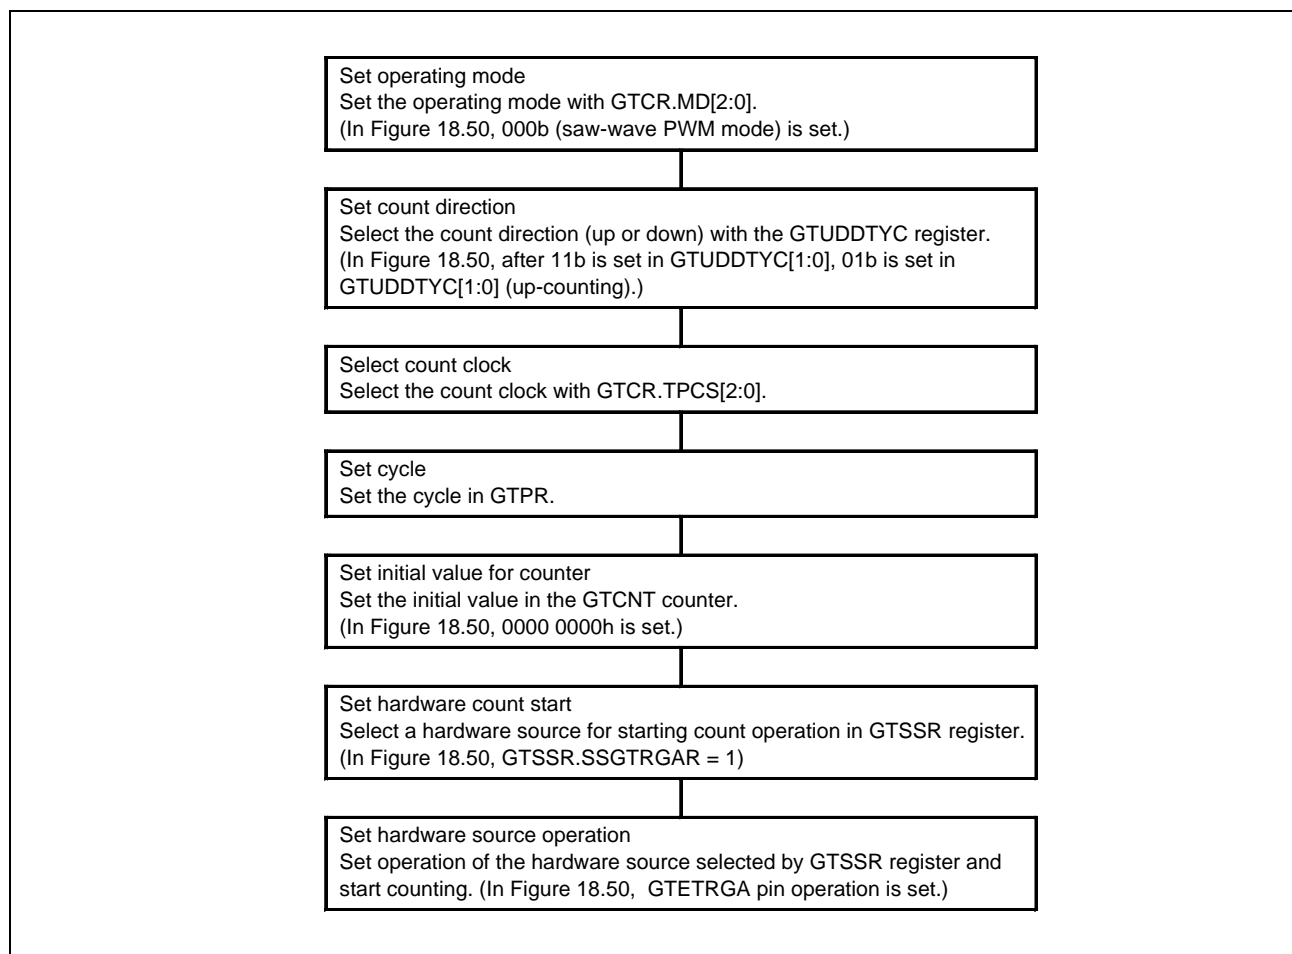 Set operating mode
Set the operating mode with GTCR.MD[2:0].
(In Figure 18.50, 000b (saw-wave PWM mode) is set.)
Set count direction
Select the count direction (up or down) with the GTUDDTYC register.
(In Figure 18.50, after 11b is set in GTUDDTYC[1:0], 01b is set in
GTUDDTYC[1:0] (up-counting).)
Select count clock
Select the count clock with GTCR.TPCS[2:0].
Set cycle
Set the cycle in GTPR.
Set initial value for counter
Set the initial value in the GTCNT counter.
(In Figure 18.50, 0000 0000h is set.)
Set hardware count start
Select a hardware source for starting count operation in GTSSR register.
(In Figure 18.50, GTSSR.SSGTRGAR = 1)
Set hardware source operation
Set operation of the hardware source selected by GTSSR register and
start counting. (In Figure 18.50,  GTETRGA pin operation is set.)